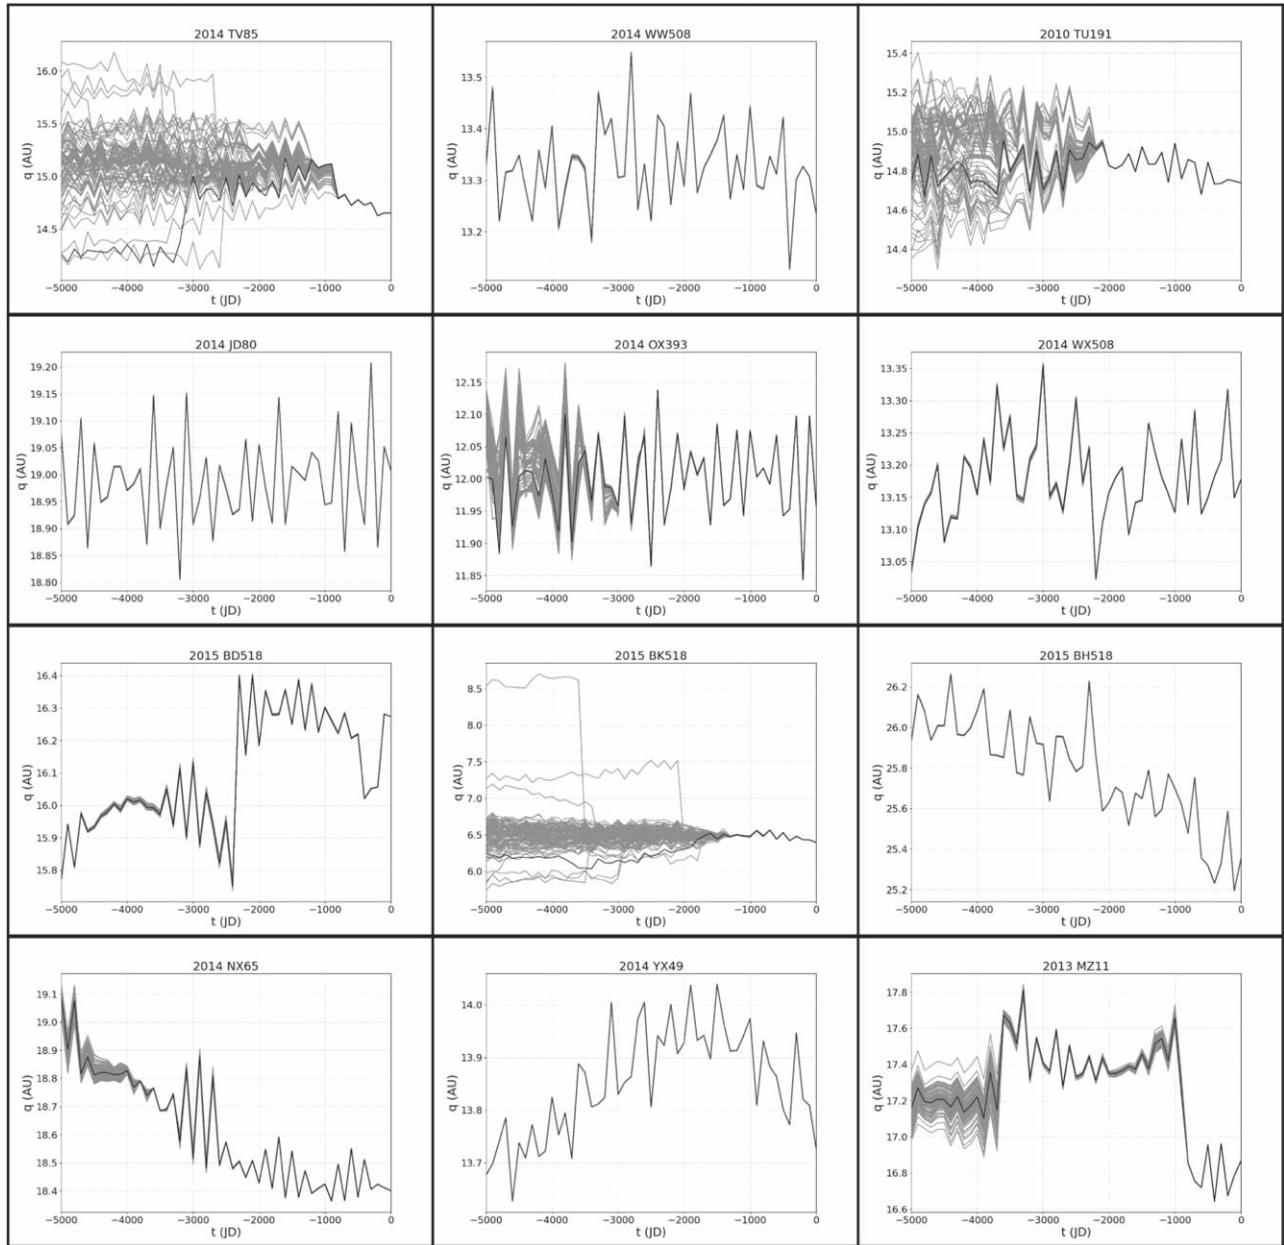 2014 TV85
q (AU)
16.0
15.5
15.0
14.5
−5000 −4000 −3000 −2000 −1000 0
t (JD)
2014 WW508
q (AU)
13.5
13.4
13.3
13.2
−5000 −4000 −3000 −2000 −1000 0
t (JD)
2010 TU191
q (AU)
15.4
15.2
15.0
14.8
14.6
14.4
−5000 −4000 −3000 −2000 −1000 0
t (JD)
2014 JD80
q (AU)
19.20
19.15
19.10
19.05
19.00
18.95
18.90
18.85
18.80
−5000 −4000 −3000 −2000 −1000 0
t (JD)
2014 OX393
q (AU)
12.15
12.10
12.05
12.00
11.95
11.90
11.85
−5000 −4000 −3000 −2000 −1000 0
t (JD)
2014 WX508
q (AU)
13.35
13.30
13.25
13.20
13.15
13.10
13.05
−5000 −4000 −3000 −2000 −1000 0
t (JD)
2015 BD518
q (AU)
16.4
16.3
16.2
16.1
16.0
15.9
15.8
−5000 −4000 −3000 −2000 −1000 0
t (JD)
2015 BK518
q (AU)
8.5
8.0
7.5
7.0
6.5
6.0
−5000 −4000 −3000 −2000 −1000 0
t (JD)
2015 BH518
q (AU)
26.2
26.0
25.8
25.6
25.4
25.2
−5000 −4000 −3000 −2000 −1000 0
t (JD)
2014 NX65
q (AU)
19.1
19.0
18.9
18.8
18.7
18.6
18.5
18.4
−5000 −4000 −3000 −2000 −1000 0
t (JD)
2014 YX49
q (AU)
14.0
13.9
13.8
13.7
−5000 −4000 −3000 −2000 −1000 0
t (JD)
2013 MZ11
q (AU)
17.8
17.6
17.4
17.2
17.0
16.8
16.6
−5000 −4000 −3000 −2000 −1000 0
t (JD)